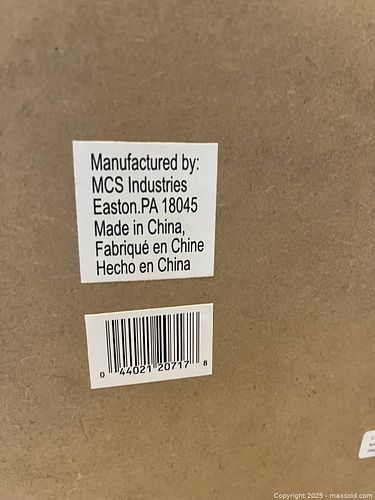 Manufactured by:
MCS Industries
Easton.PA 18045
Made in China,
Fabriqué en Chine
Hecho en China
0 44021 20717 8
Copyright 2025 - maxsold.com